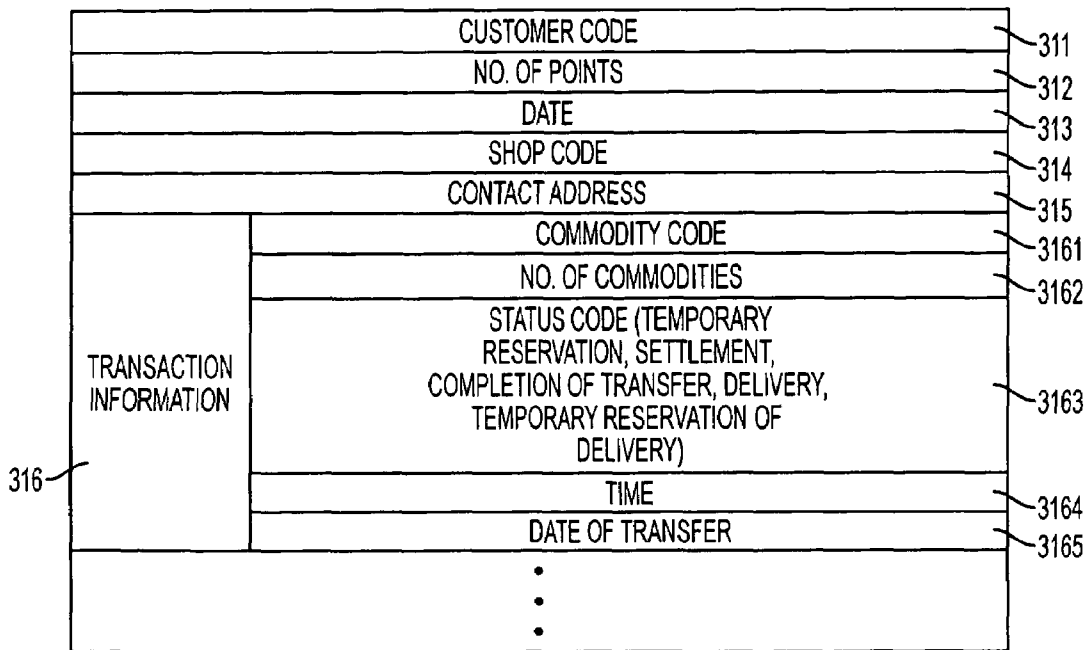 CUSTOMER CODE
311
NO. OF POINTS
312
DATE
313
SHOP CODE
314
CONTACT ADDRESS
315
TRANSACTION
INFORMATION
316
COMMODITY CODE
3161
NO. OF COMMODITIES
3162
STATUS CODE (TEMPORARY
RESERVATION, SETTLEMENT,
COMPLETION OF TRANSFER, DELIVERY,
TEMPORARY RESERVATION OF
DELIVERY)
3163
TIME
3164
DATE OF TRANSFER
3165